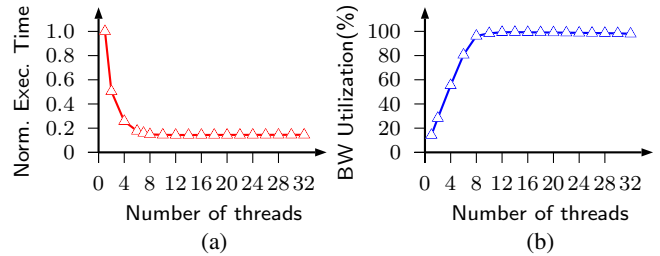 Norm. Exec. Time
1.0
0.8
0.6
0.4
0.2
0
0 4 8 12 16 20 24 28 32
Number of threads
(a)
BW Utilization(%)
100
80
60
40
20
0
0 4 8 12 16 20 24 28 32
Number of threads
(b)